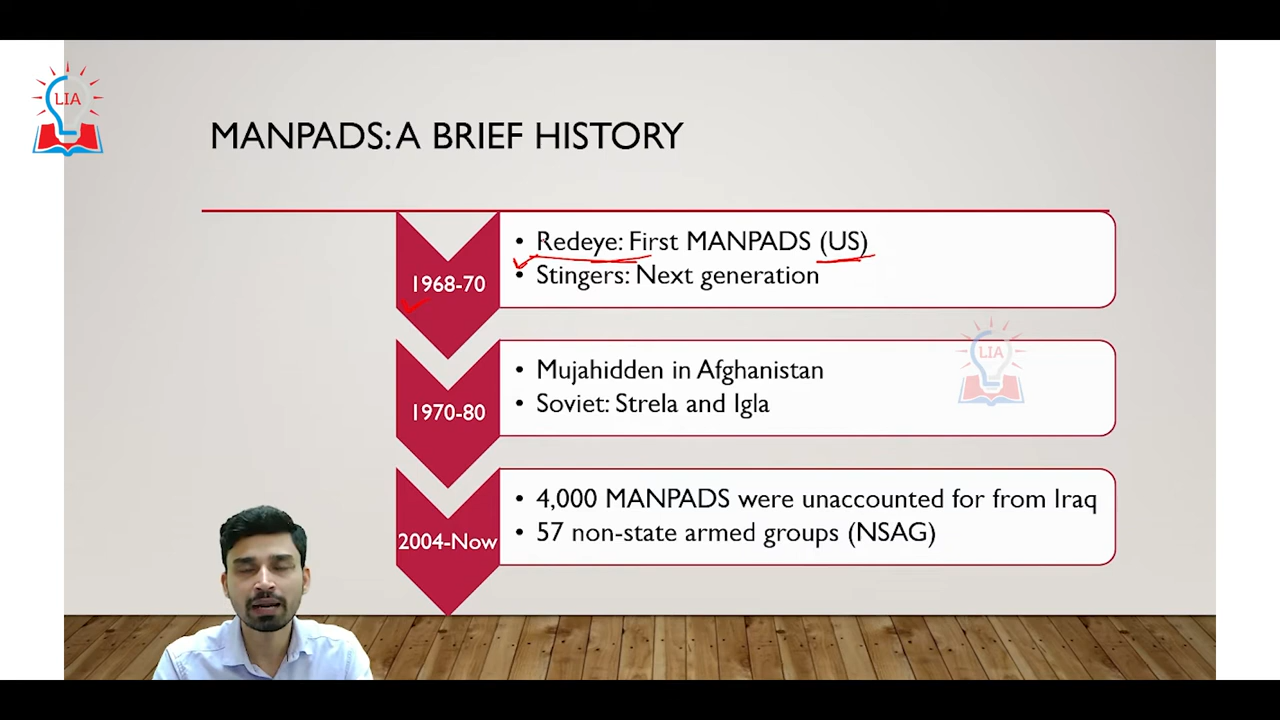 LIA
MANPADS: A BRIEF HISTORY
1968-70
• Redeye: First MANPADS (US)
• Stingers: Next generation
LIA
1970-80
• Mujahidden in Afghanistan
• Soviet: Strela and Igla
2004-Now
• 4,000 MANPADS were unaccounted for from Iraq
• 57 non-state armed groups (NSAG)